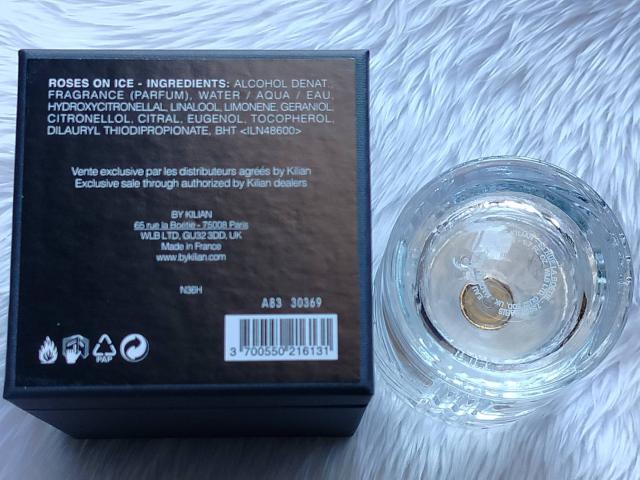 ROSES ON ICE - INGREDIENTS: ALCOHOL DENAT.
FRAGRANCE (PARFUM), WATER / AQUA / EAU,
HYDROXYCITRONELLAL, LINALOOL, LIMONENE, GERANIOL,
CITRONELLOL, CITRAL, EUGENOL, TOCOPHEROL,
DILAURYL THIODIPROPIONATE, BHT <ILN48600>
Vente exclusive par les distributeurs agréés by Kilian
Exclusive sale through authorized by Kilian dealers
BY KILIAN
65 rue la Boétie - 75008 Paris
WLB LTD, GU32 3DD, UK
Made in France
www.bykilian.com
N36H
A83 30369
3 700550 216131
PAP